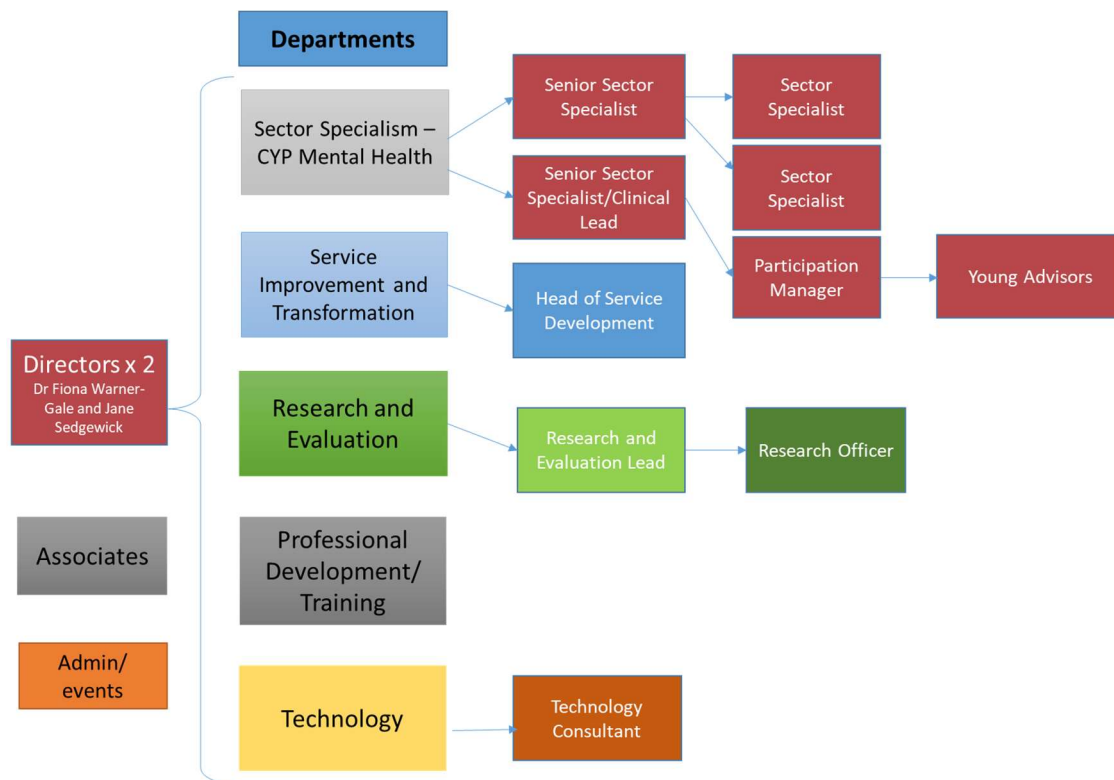 Departments
Sector Specialism –
CYP Mental Health
Senior Sector
Specialist
Sector
Specialist
Senior Sector
Specialist/Clinical
Lead
Sector
Specialist
Participation
Manager
Young Advisors
Service
Improvement and
Transformation
Head of Service
Development
Directors x 2
Dr Fiona Warner-
Gale and Jane
Sedgewick
Research and
Evaluation
Research and
Evaluation Lead
Research Officer
Associates
Professional
Development/
Training
Admin/
events
Technology
Technology
Consultant